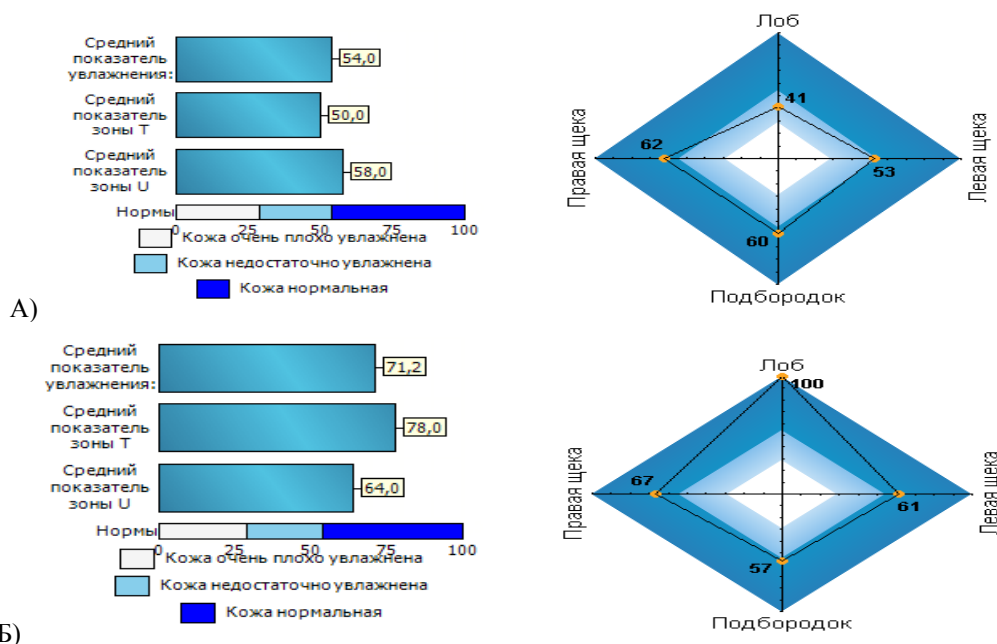 Средний
показатель
увлажнения:
54,0
Средний
показатель
зоны T
50,0
Средний
показатель
зоны U
58,0
Нормы
0 25 50 75 100
Кожа очень плохо увлажнена
Кожа недостаточно увлажнена
Кожа нормальная
Лоб
41
Правая щека
62
53
Левая щека
60
Подбородок
А)
Средний
показатель
увлажнения:
71,2
Средний
показатель
зоны T
78,0
Средний
показатель
зоны U
64,0
Нормы
0 25 50 75 100
Кожа очень плохо увлажнена
Кожа недостаточно увлажнена
Кожа нормальная
Лоб
100
Правая щека
67
61
Левая щека
57
Подбородок
Б)